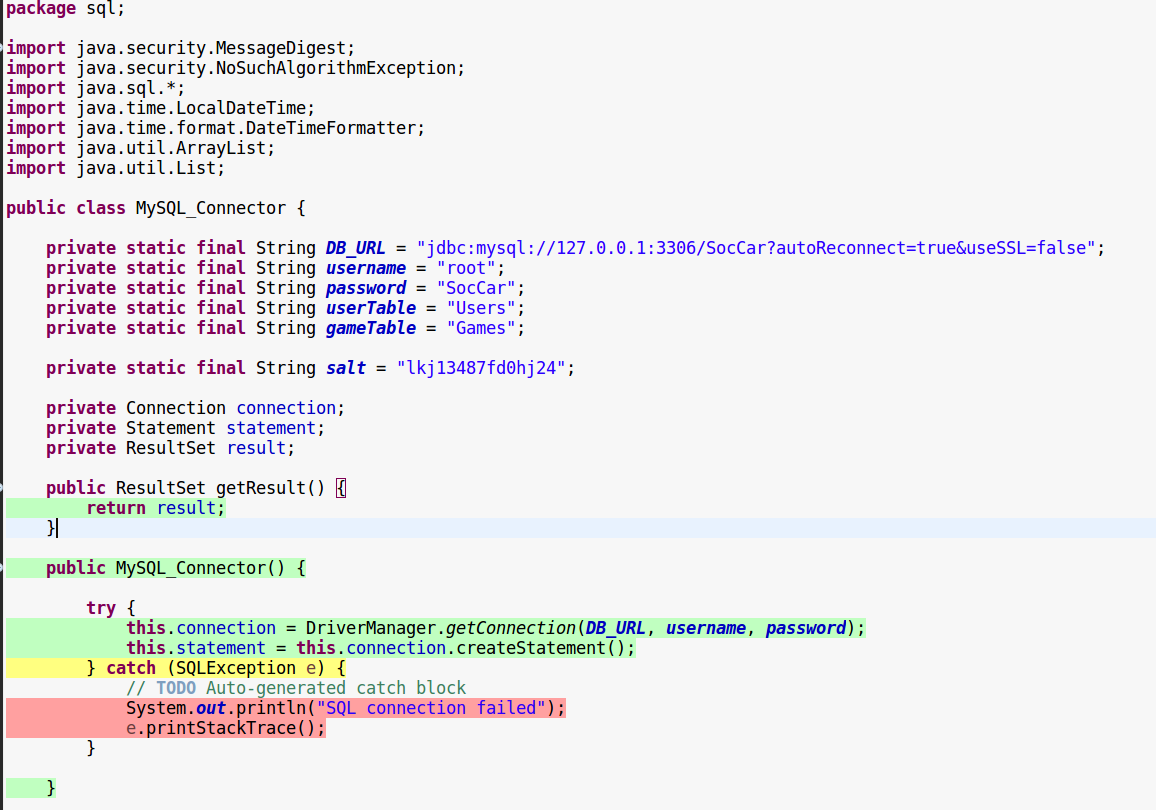 package sql;
import java.security.MessageDigest;
import java.security.NoSuchAlgorithmException;
import java.sql.*;
import java.time.LocalDateTime;
import java.time.format.DateTimeFormatter;
import java.util.ArrayList;
import java.util.List;
public class MySQL_Connector {
    private static final String DB_URL = "jdbc:mysql://127.0.0.1:3306/SocCar?autoReconnect=true&useSSL=false";
    private static final String username = "root";
    private static final String password = "SocCar";
    private static final String userTable = "Users";
    private static final String gameTable = "Games";
    private static final String salt = "lkj13487fd0hj24";
    private Connection connection;
    private Statement statement;
    private ResultSet result;
    public ResultSet getResult() {
        return result;
    }
    public MySQL_Connector() {
        try {
            this.connection = DriverManager.getConnection(DB_URL, username, password);
            this.statement = this.connection.createStatement();
        } catch (SQLException e) {
            // TODO Auto-generated catch block
            System.out.println("SQL connection failed");
            e.printStackTrace();
        }
    }